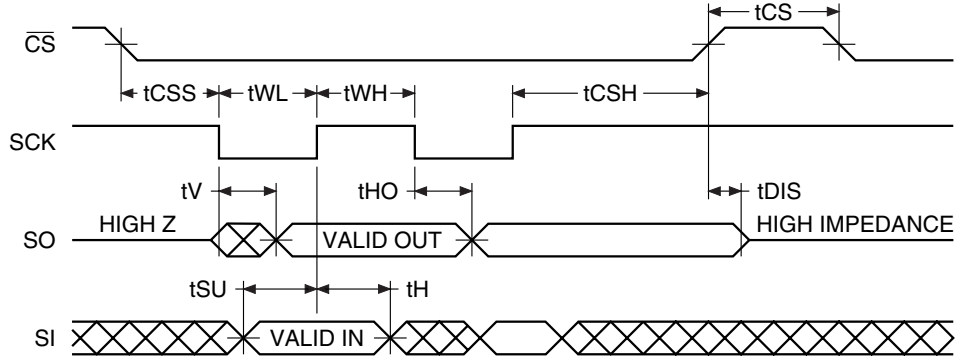 tCS
CS
tCSS tWL tWH tCSH
SCK
tV tHO tDIS
HIGH Z HIGH IMPEDANCE
SO VALID OUT
tSU tH
SI VALID IN